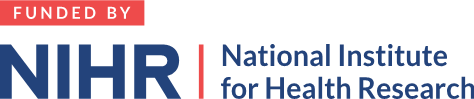 FUNDED BY
NIHR | National Institute
for Health Research